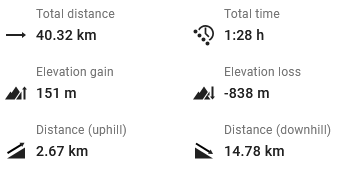 Total distance
40.32 km
Total time
1:28 h
Elevation gain
151 m
Elevation loss
-838 m
Distance (uphill)
2.67 km
Distance (downhill)
14.78 km